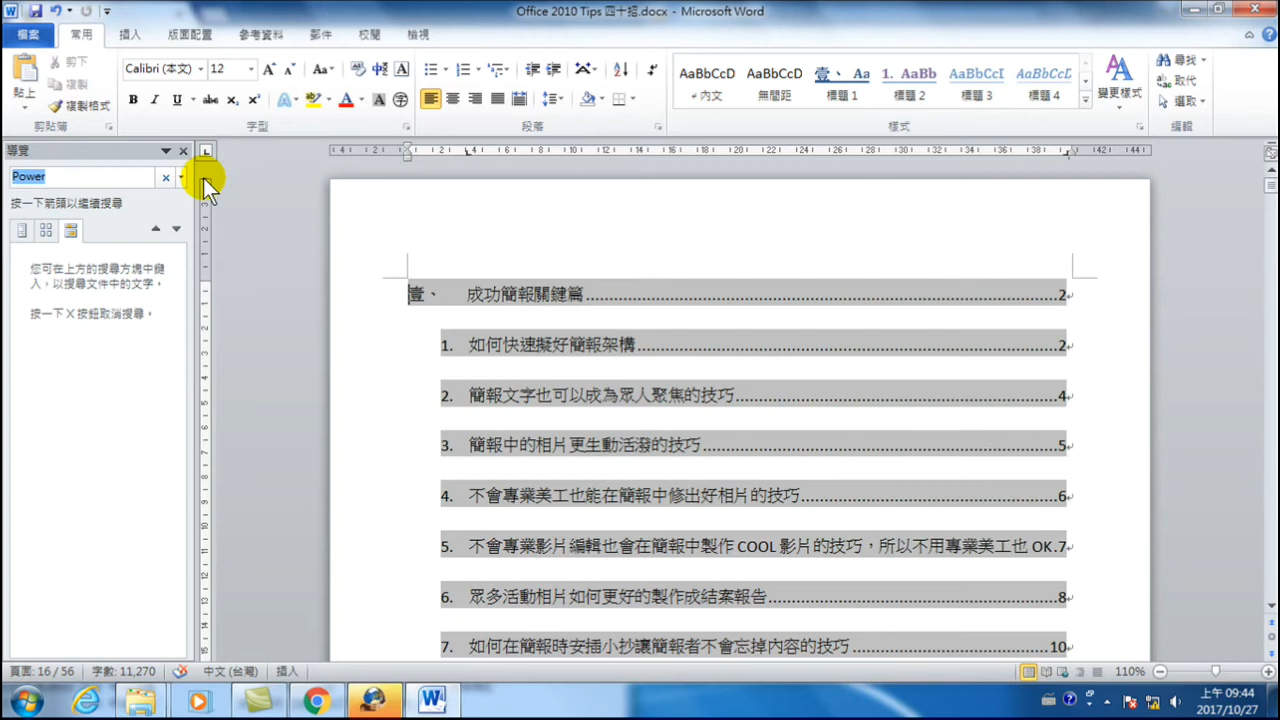 Office 2010 Tips 四十招.docx - Microsoft Word
檔案 常用 插入 版面配置 參考資料 郵件 校閱 檢視
貼上 剪下 複製 複製格式 剪貼簿
Calibri (本文) 12 字型
段落
AaBbCcD AaBbCcD 壹、 Aa 1. AaBb AaBbCcI AaBbCcL
內文 無間距 標題 1 標題 2 標題 3 標題 4 變更樣式
樣式
尋找 取代 選取 編輯
導覽
Power
按一下箭頭以繼續搜尋
您可在上方的搜尋方塊中鍵
入,以搜尋文件中的文字。
按一下 X 按鈕取消搜尋。
壹、 成功簡報關鍵篇 2
1. 如何快速擬好簡報架構 2
2. 簡報文字也可以成為眾人聚焦的技巧 4
3. 簡報中的相片更生動活潑的技巧 5
4. 不會專業美工也能在簡報中修出好相片的技巧 6
5. 不會專業影片編輯也會在簡報中製作 COOL 影片的技巧,所以不用專業美工也 OK.7
6. 眾多活動相片如何更好的製作成結案報告 8
7. 如何在簡報時安插小抄讓簡報者不會忘掉內容的技巧 10
頁面: 16 / 56 字數: 11,270 中文 (台灣) 插入 110%
上午 09:44
2017/10/27